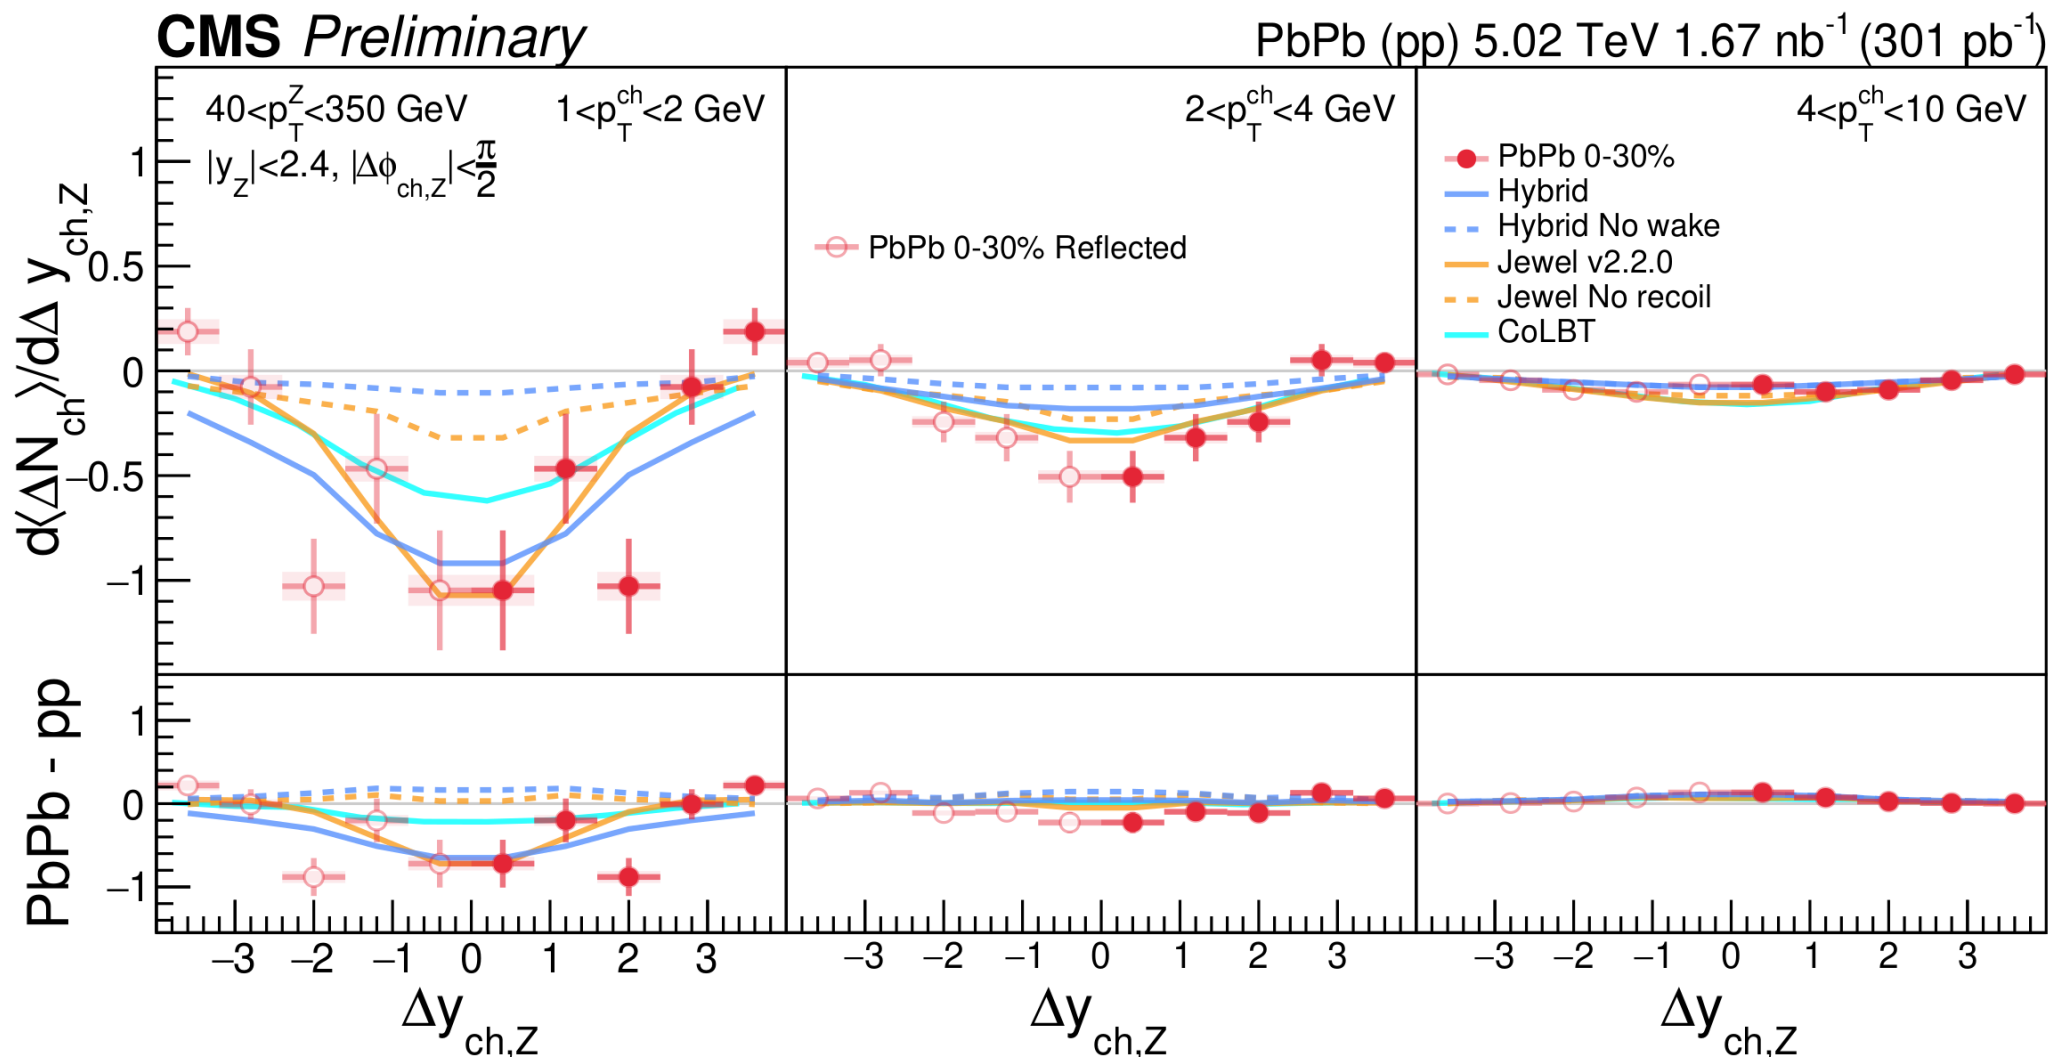 CMS Preliminary
PbPb (pp) 5.02 TeV 1.67 nb⁻¹ (301 pb⁻¹)
40<p_T^Z<350 GeV
1<p_T^ch<2 GeV
|y_Z|<2.4, |Δϕ_ch,Z|<π/2
2<p_T^ch<4 GeV
PbPb 0-30% Reflected
4<p_T^ch<10 GeV
PbPb 0-30%
Hybrid
Hybrid No wake
Jewel v2.2.0
Jewel No recoil
CoLBT
d⟨ΔN_ch⟩/dΔ y_ch,Z
1
0.5
0
−0.5
−1
PbPb - pp
1
0
−1
−3 −2 −1 0 1 2 3
−3 −2 −1 0 1 2 3
−3 −2 −1 0 1 2 3
Δy_ch,Z
Δy_ch,Z
Δy_ch,Z